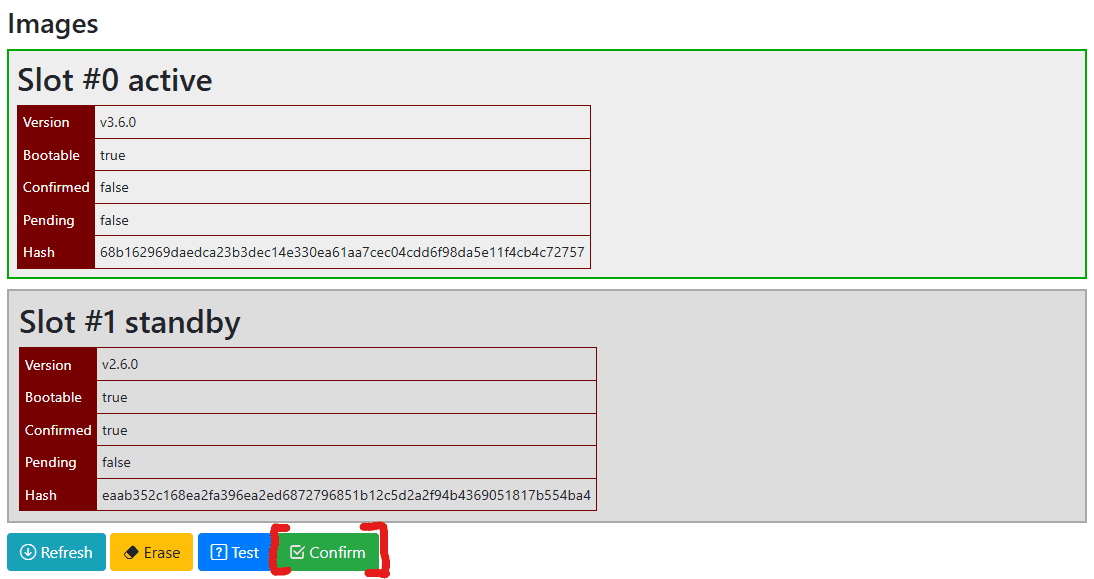 Images
Slot #0 active
Version v3.6.0
Bootable true
Confirmed false
Pending false
Hash 68b162969daedca23b3dec14e330ea61aa7cec04cdd6f98da5e11f4cb4c72757
Slot #1 standby
Version v2.6.0
Bootable true
Confirmed true
Pending false
Hash eaab352c168ea2fa396ea2ed6872796851b12c5d2a2f94b4369051817b554ba4
Refresh Erase Test Confirm